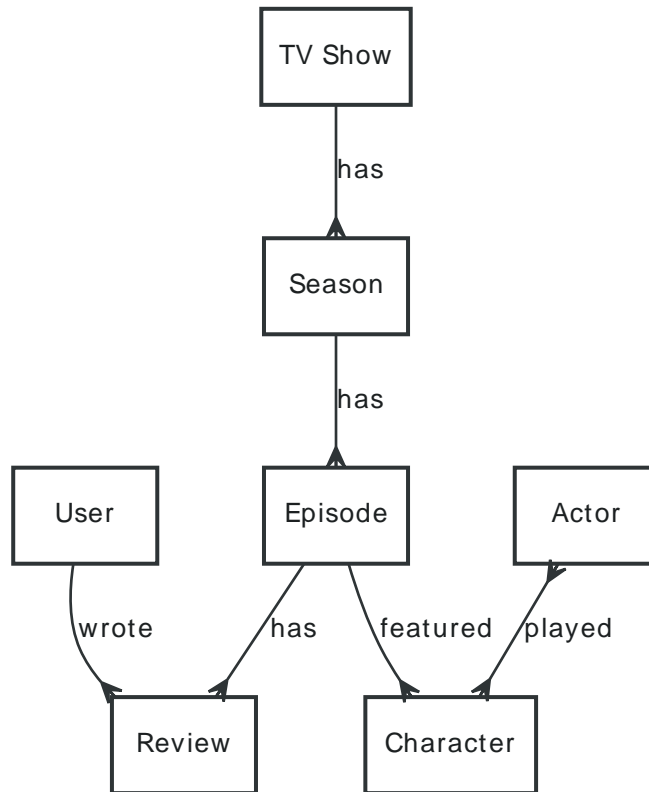 TV Show
has
Season
has
User
Episode
Actor
wrote
has
featured
played
Review
Character